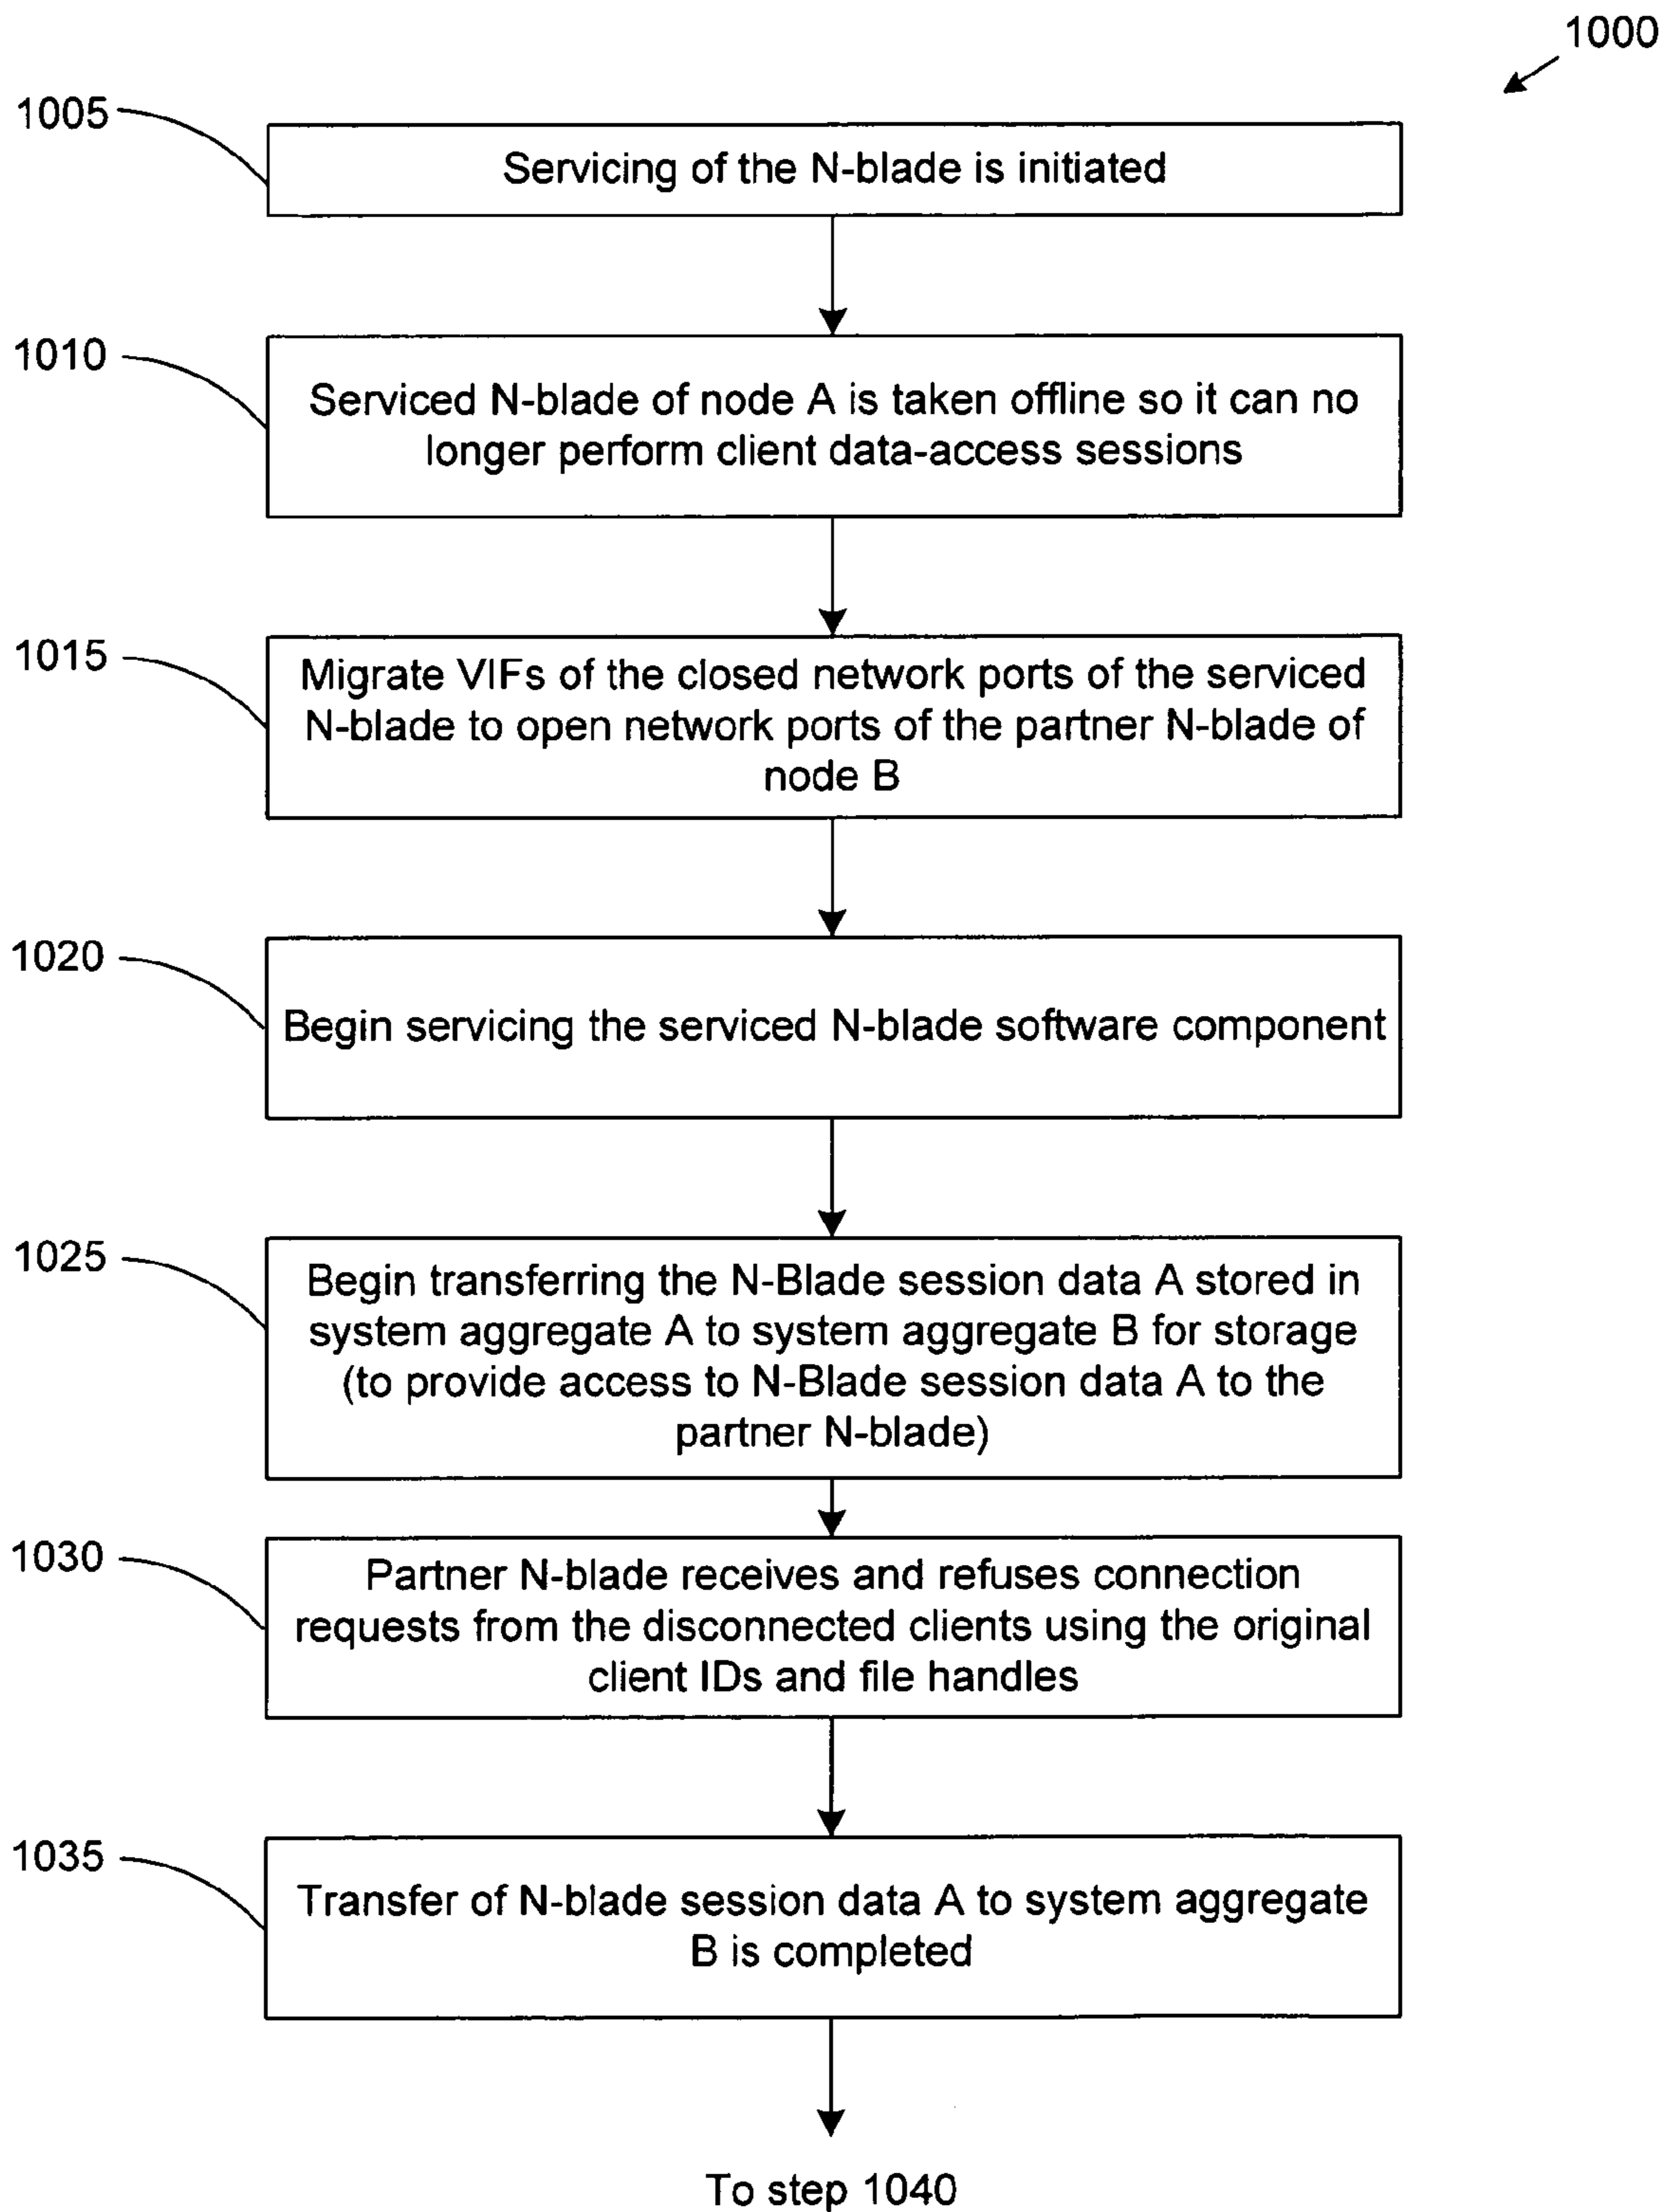 1000
1005
Servicing of the N-blade is initiated
1010
Serviced N-blade of node A is taken offline so it can no
longer perform client data-access sessions
1015
Migrate VIFs of the closed network ports of the serviced
N-blade to open network ports of the partner N-blade of
node B
1020
Begin servicing the serviced N-blade software component
1025
Begin transferring the N-Blade session data A stored in
system aggregate A to system aggregate B for storage
(to provide access to N-Blade session data A to the
partner N-blade)
1030
Partner N-blade receives and refuses connection
requests from the disconnected clients using the original
client IDs and file handles
1035
Transfer of N-blade session data A to system aggregate
B is completed
To step 1040